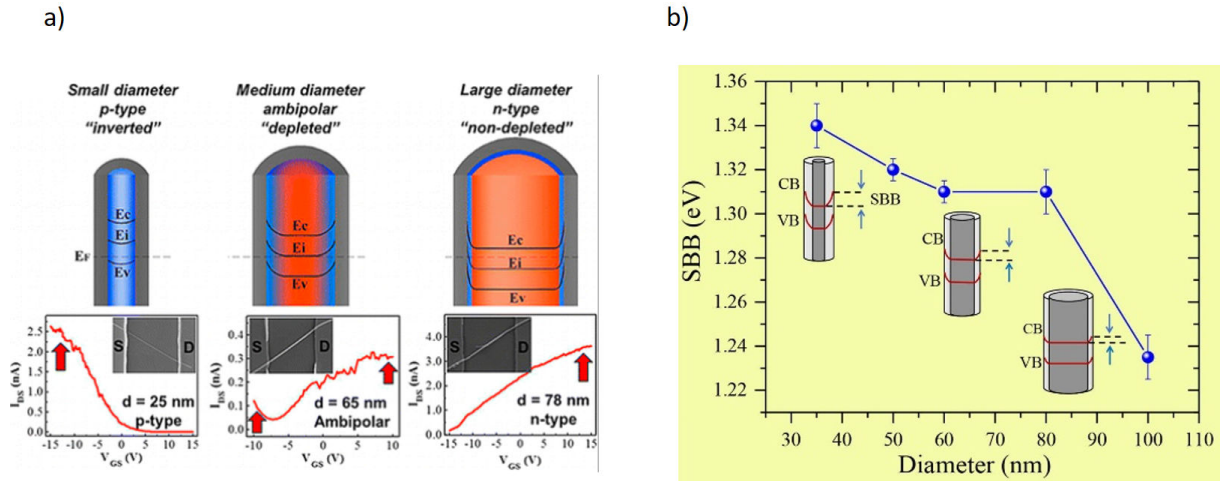 a)
b)
Small diameter
p-type
"inverted"
Medium diameter
ambipolar
"depleted"
Large diameter
n-type
"non-depleted"
Ec
Ei
EF
Ev
Ec
Ei
Ev
Ec
Ei
Ev
IDS (nA)
2.5
2.0
1.5
1.0
0.5
0.0
S
D
d = 25 nm
p-type
-15 -10 -5 0 5 10 15
VGS (V)
IDS (nA)
0.4
0.3
0.2
0.1
0.0
S
D
d = 65 nm
Ambipolar
-10 -5 0 5 10
VGS (V)
IDS (nA)
4.0
3.0
2.0
1.0
0.0
S
D
d = 78 nm
n-type
-15 -10 -5 0 5 10 15
VGS (V)
SBB (eV)
1.36
1.34
1.32
1.30
1.28
1.26
1.24
1.22
CB
VB
SBB
CB
VB
CB
VB
30 40 50 60 70 80 90 100 110
Diameter (nm)